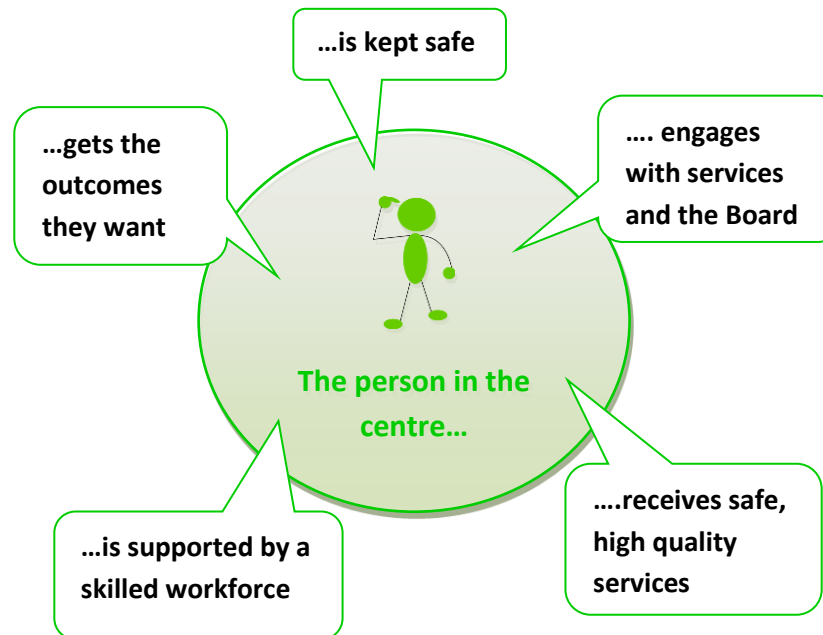 …is kept safe
…gets the
outcomes
they want
…. engages
with services
and the Board
The person in the
centre…
….receives safe,
high quality
services
…is supported by a
skilled workforce